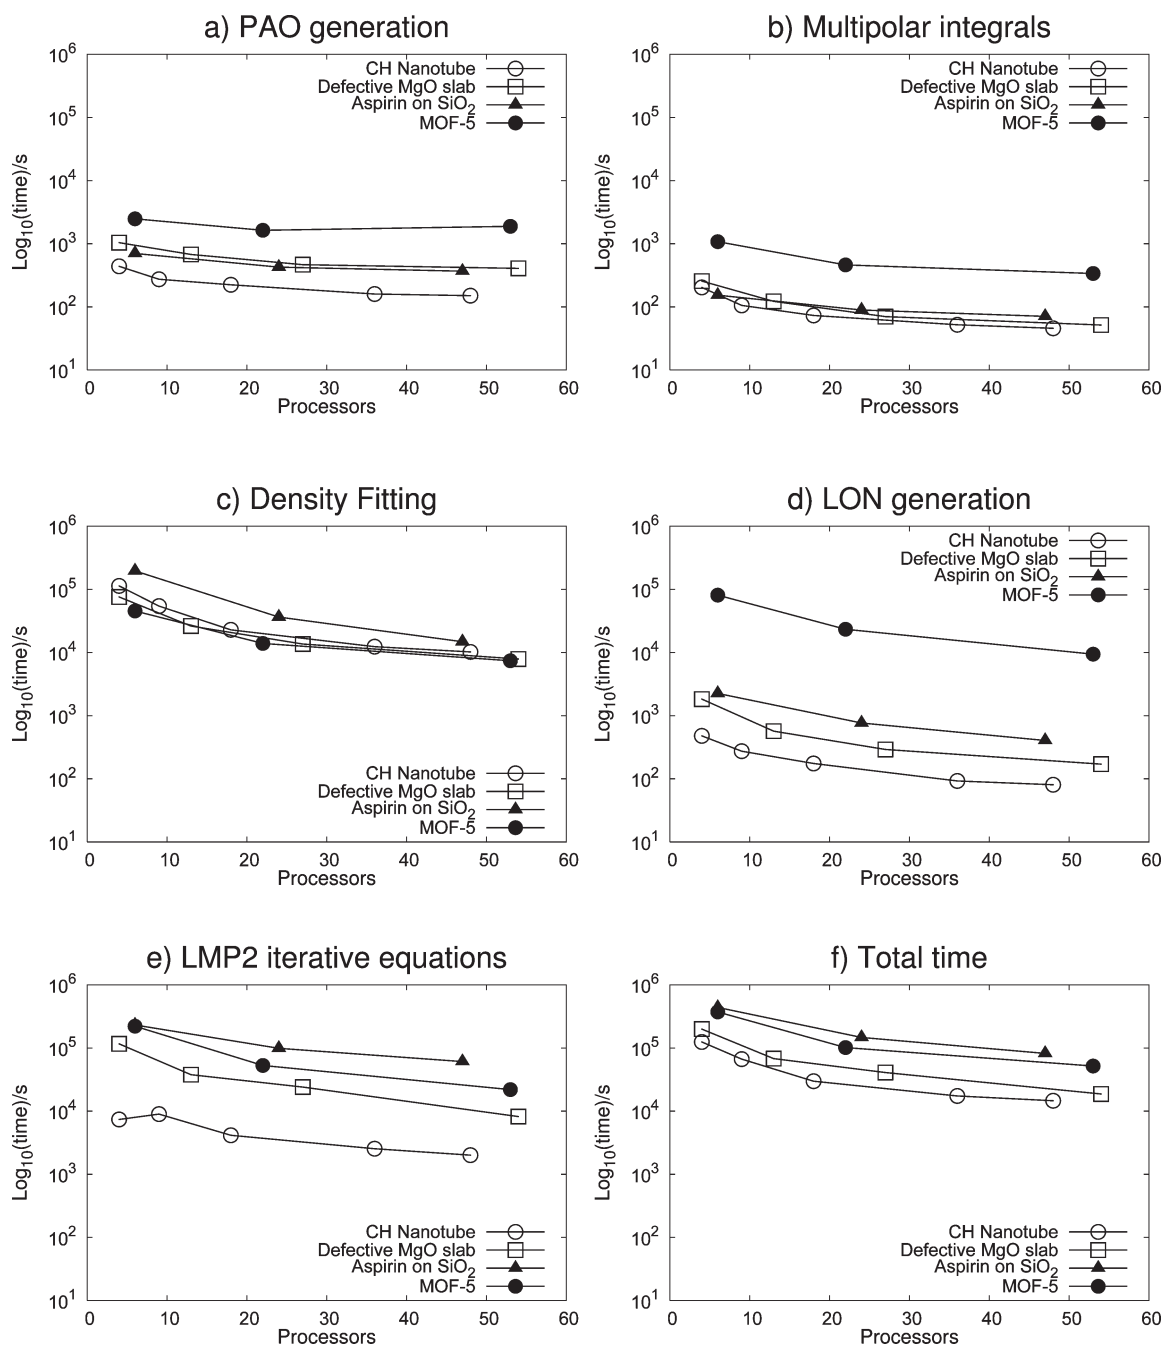 a) PAO generation
Log10(time)/s
10^6
10^5
10^4
10^3
10^2
10^1
0 10 20 30 40 50 60
Processors
CH Nanotube
Defective MgO slab
Aspirin on SiO2
MOF-5
b) Multipolar integrals
Log10(time)/s
10^6
10^5
10^4
10^3
10^2
10^1
0 10 20 30 40 50 60
Processors
CH Nanotube
Defective MgO slab
Aspirin on SiO2
MOF-5
c) Density Fitting
Log10(time)/s
10^6
10^5
10^4
10^3
10^2
10^1
0 10 20 30 40 50 60
Processors
CH Nanotube
Defective MgO slab
Aspirin on SiO2
MOF-5
d) LON generation
Log10(time)/s
10^6
10^5
10^4
10^3
10^2
10^1
0 10 20 30 40 50 60
Processors
CH Nanotube
Defective MgO slab
Aspirin on SiO2
MOF-5
e) LMP2 iterative equations
Log10(time)/s
10^6
10^5
10^4
10^3
10^2
10^1
0 10 20 30 40 50 60
Processors
CH Nanotube
Defective MgO slab
Aspirin on SiO2
MOF-5
f) Total time
Log10(time)/s
10^6
10^5
10^4
10^3
10^2
10^1
0 10 20 30 40 50 60
Processors
CH Nanotube
Defective MgO slab
Aspirin on SiO2
MOF-5